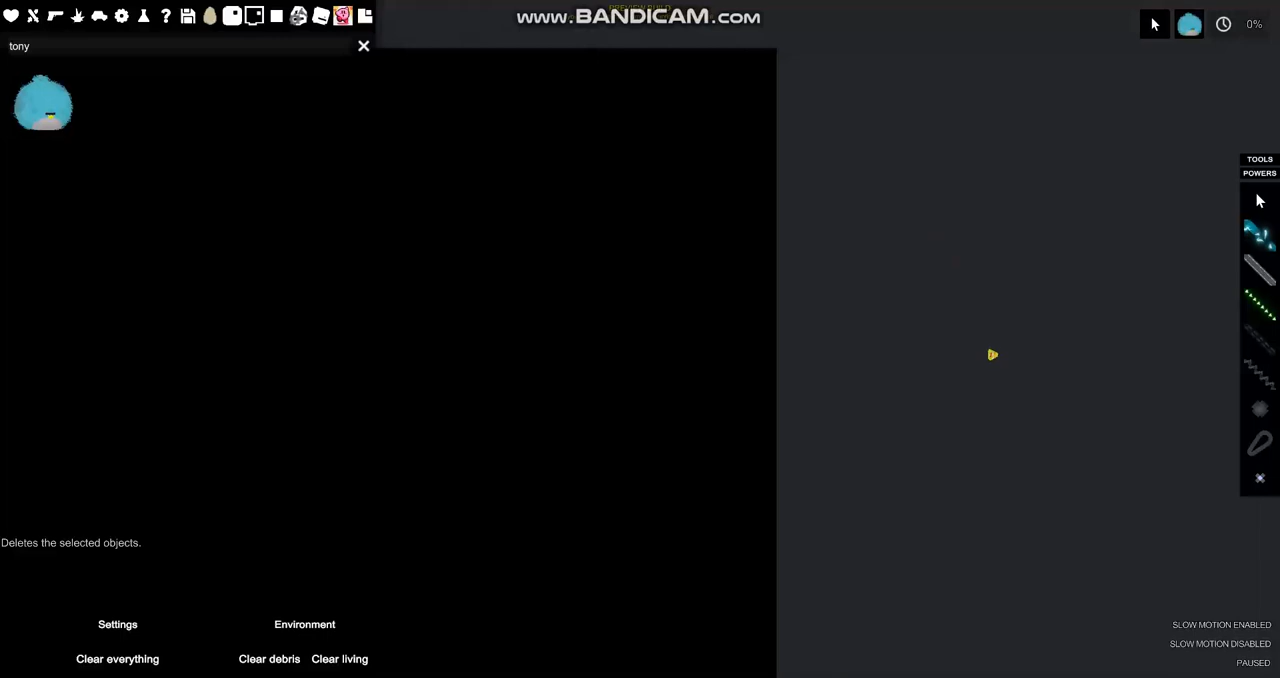 www.BANDICAM.com
0%
tony
TOOLS
POWERS
Deletes the selected objects.
Settings
Environment
SLOW MOTION ENABLED
SLOW MOTION DISABLED
Clear everything
Clear debris
Clear living
PAUSED